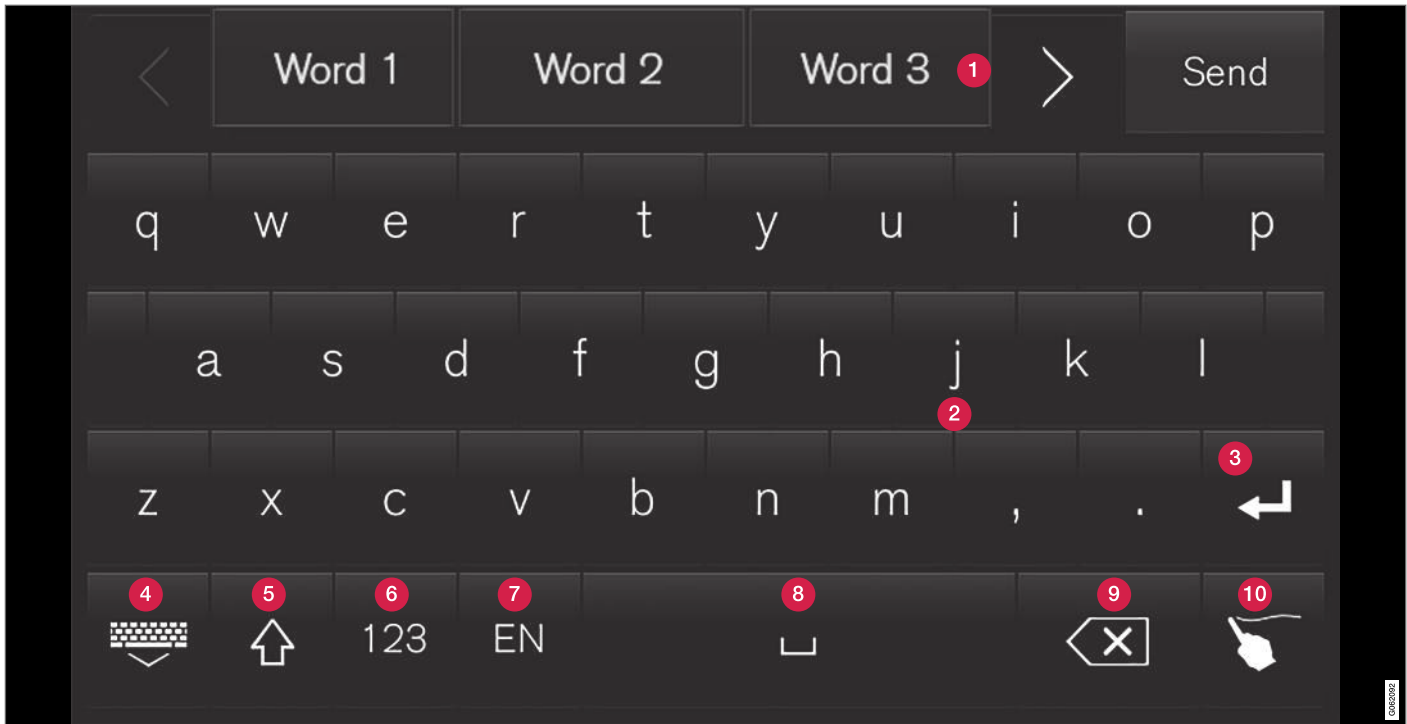 Word 1 Word 2 Word 3 1 Send
q w e r t y u i o p
a s d f g h j k l
2
3
z x c v b n m , .
4 5 6 7 8 9 10
123 EN
G062092